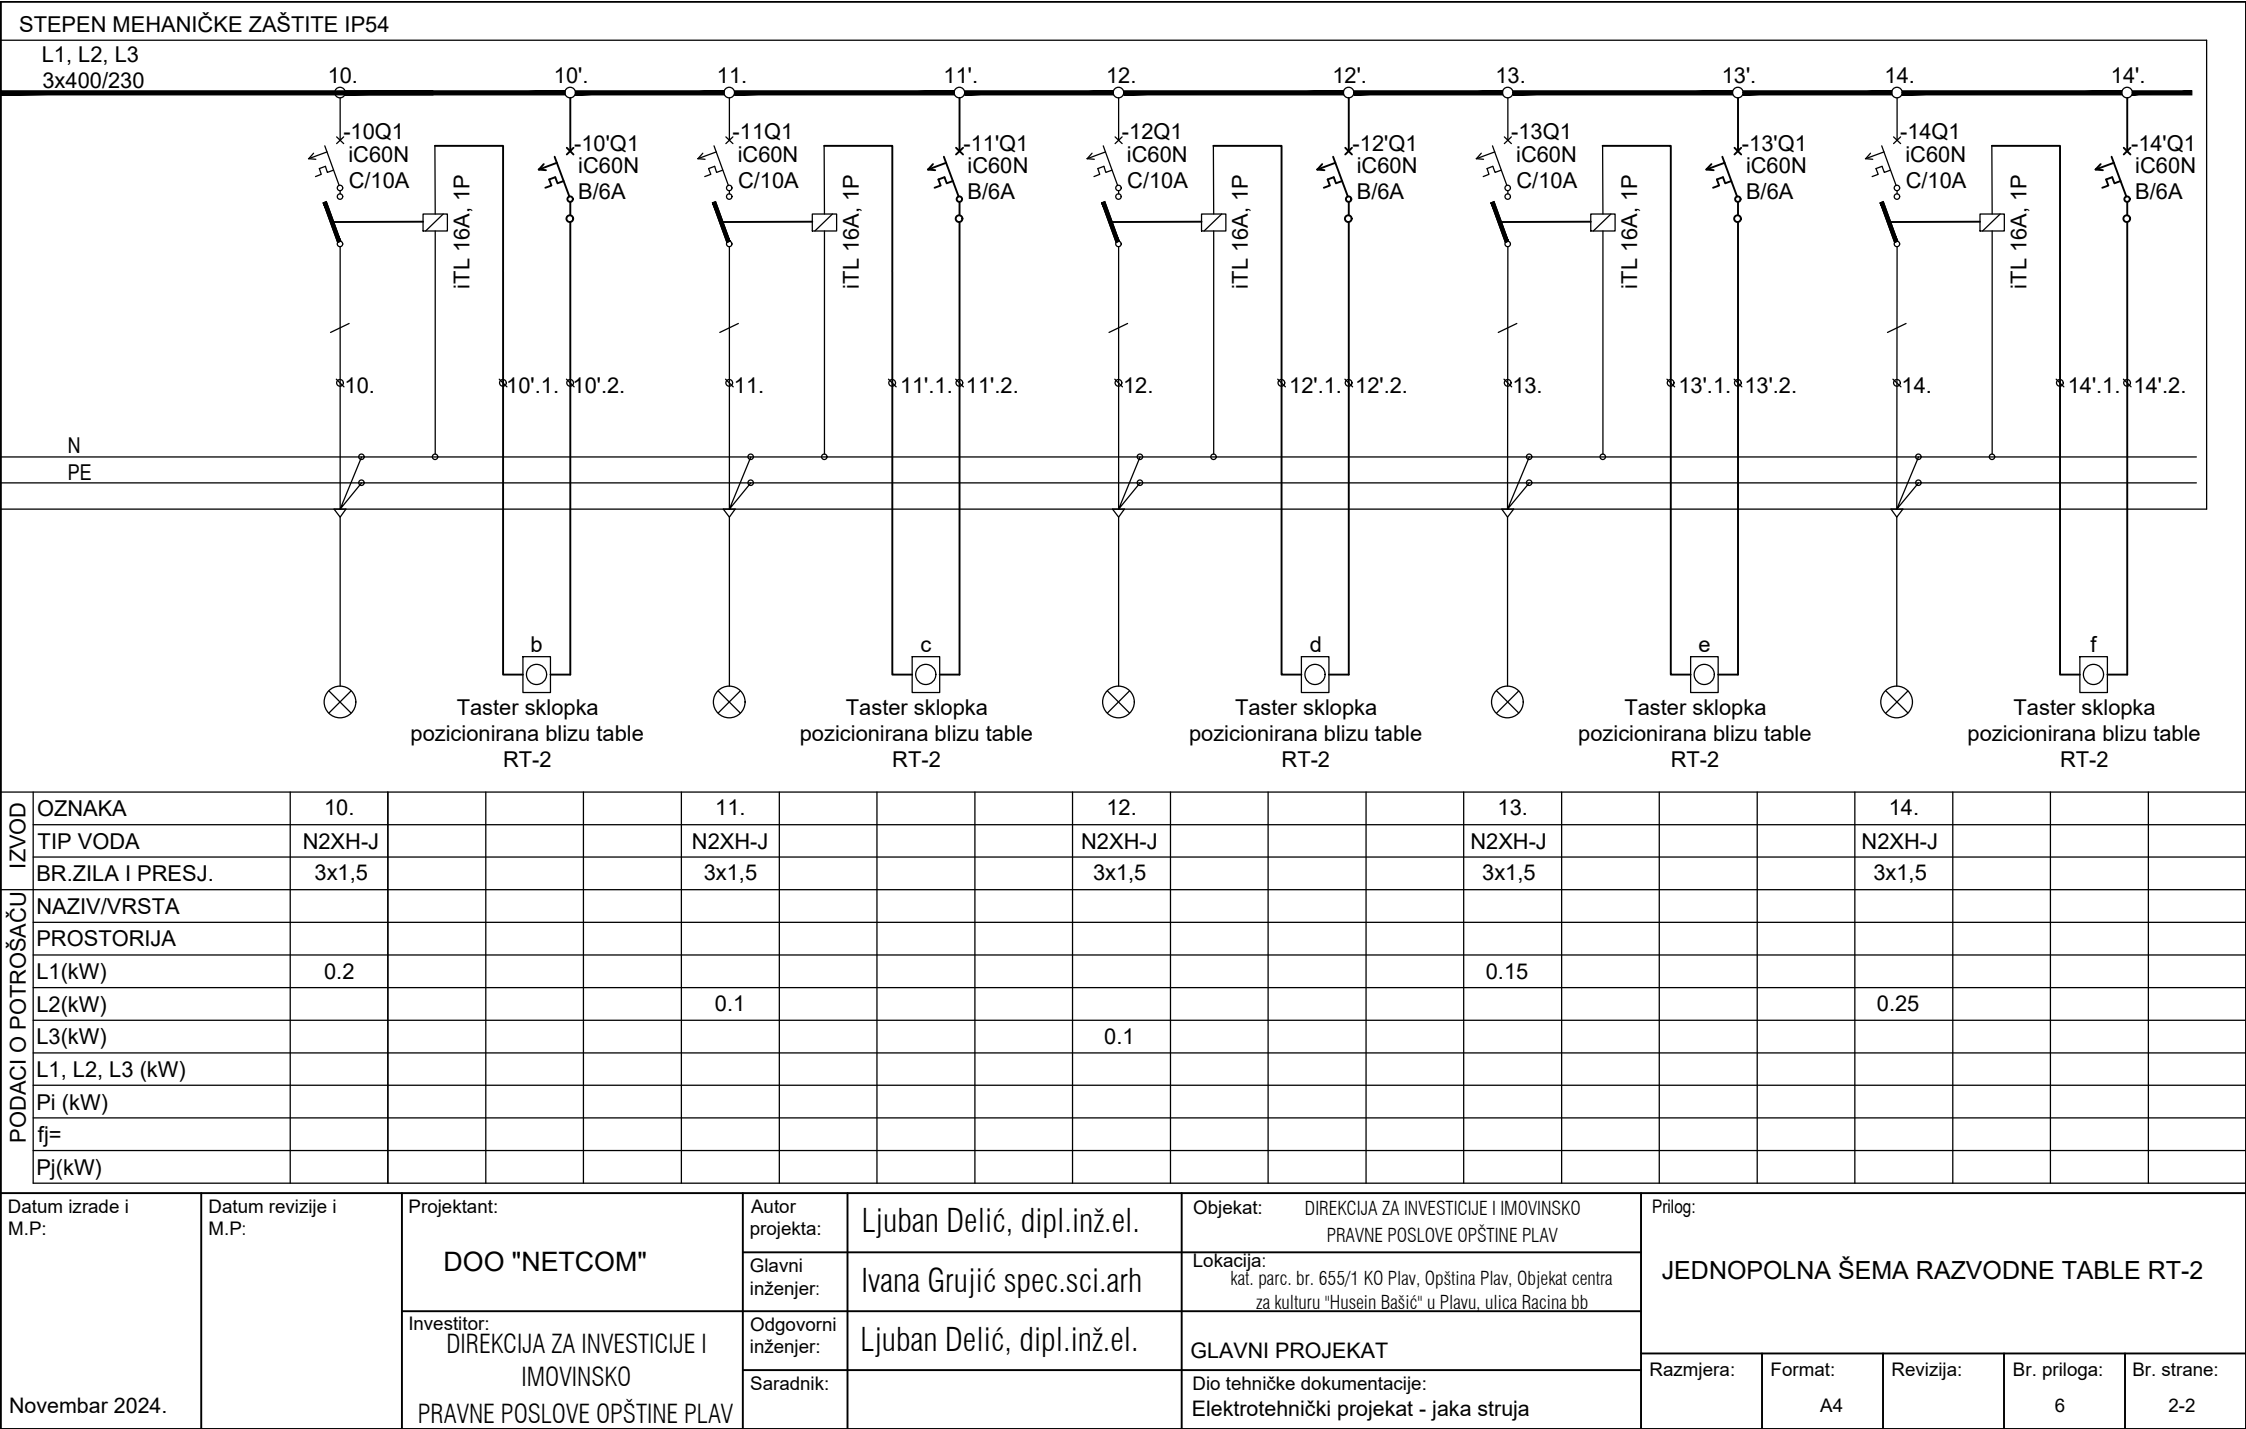 STEPEN MEHANIČKE ZAŠTITE IP54
L1, L2, L3
3x400/230
10. 10'. 11. 11'. 12. 12'. 13. 13'. 14. 14'.
-10Q1
iC60N
C/10A
iTL 16A, 1P
-10'Q1
iC60N
B/6A
-11Q1
iC60N
C/10A
iTL 16A, 1P
-11'Q1
iC60N
B/6A
-12Q1
iC60N
C/10A
iTL 16A, 1P
-12'Q1
iC60N
B/6A
-13Q1
iC60N
C/10A
iTL 16A, 1P
-13'Q1
iC60N
B/6A
-14Q1
iC60N
C/10A
iTL 16A, 1P
-14'Q1
iC60N
B/6A
10. 10'.1. 10'.2. 11. 11'.1. 11'.2. 12. 12'.1. 12'.2. 13. 13'.1. 13'.2. 14. 14'.1. 14'.2.
N
PE
b
Taster sklopka
pozicionirana blizu table
RT-2
c
Taster sklopka
pozicionirana blizu table
RT-2
d
Taster sklopka
pozicionirana blizu table
RT-2
e
Taster sklopka
pozicionirana blizu table
RT-2
f
Taster sklopka
pozicionirana blizu table
RT-2
IZVOD
OZNAKA 10. 11. 12. 13. 14.
TIP VODA N2XH-J N2XH-J N2XH-J N2XH-J N2XH-J
BR.ZILA I PRESJ. 3x1,5 3x1,5 3x1,5 3x1,5 3x1,5
PODACI O POTROŠAČU
NAZIV/VRSTA
PROSTORIJA
L1(kW) 0.2 0.15
L2(kW) 0.1 0.25
L3(kW) 0.1
L1, L2, L3 (kW)
Pi (kW)
fj=
Pj(kW)
Datum izrade i
M.P:
Novembar 2024.
Datum revizije i
M.P:
Projektant:
DOO "NETCOM"
Investitor:
DIREKCIJA ZA INVESTICIJE I
IMOVINSKO
PRAVNE POSLOVE OPŠTINE PLAV
Autor
projekta:
Ljuban Delić, dipl.inž.el.
Glavni
inženjer:
Ivana Grujić spec.sci.arh
Odgovorni
inženjer:
Ljuban Delić, dipl.inž.el.
Saradnik:
Objekat: DIREKCIJA ZA INVESTICIJE I IMOVINSKO
PRAVNE POSLOVE OPŠTINE PLAV
Lokacija:
kat. parc. br. 655/1 KO Plav, Opština Plav, Objekat centra
za kulturu "Husein Bašić" u Plavu, ulica Racina bb
GLAVNI PROJEKAT
Dio tehničke dokumentacije:
Elektrotehnički projekat - jaka struja
Prilog:
JEDNOPOLNA ŠEMA RAZVODNE TABLE RT-2
Razmjera:
Format:
A4
Revizija:
Br. priloga:
6
Br. strane:
2-2